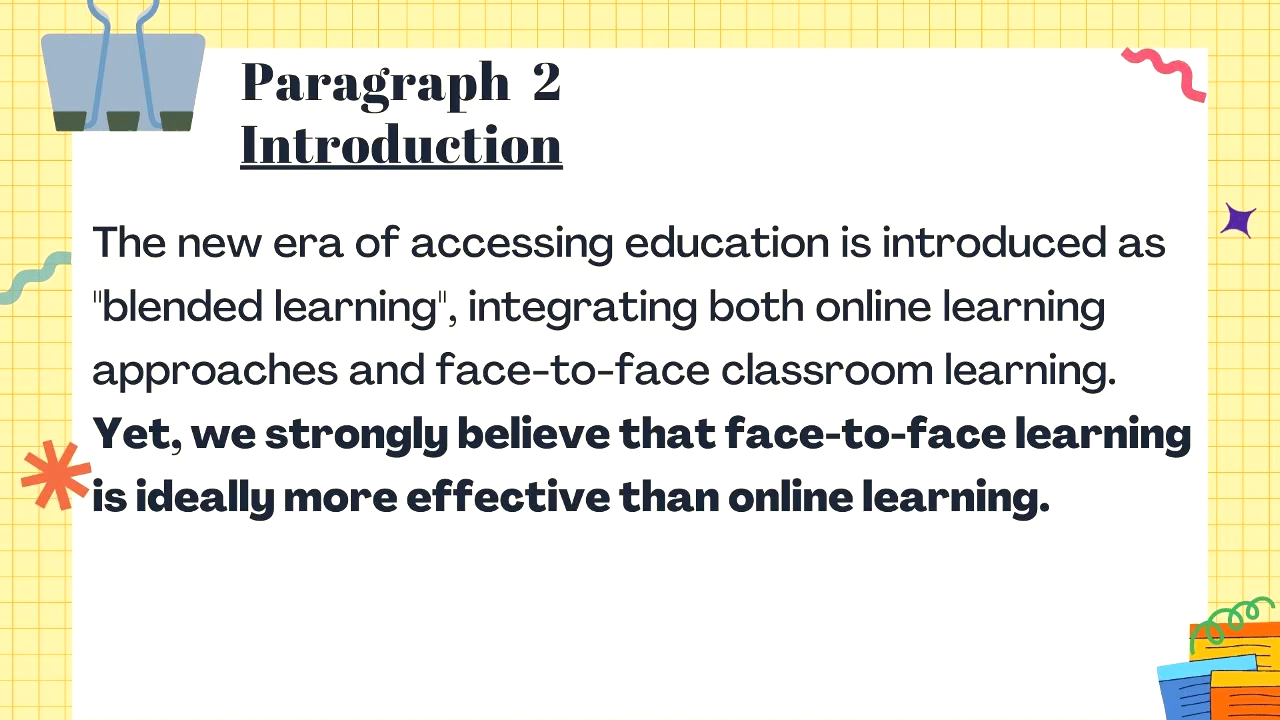 Paragraph 2
Introduction
The new era of accessing education is introduced as
"blended learning", integrating both online learning
approaches and face-to-face classroom learning.
Yet, we strongly believe that face-to-face learning
is ideally more effective than online learning.